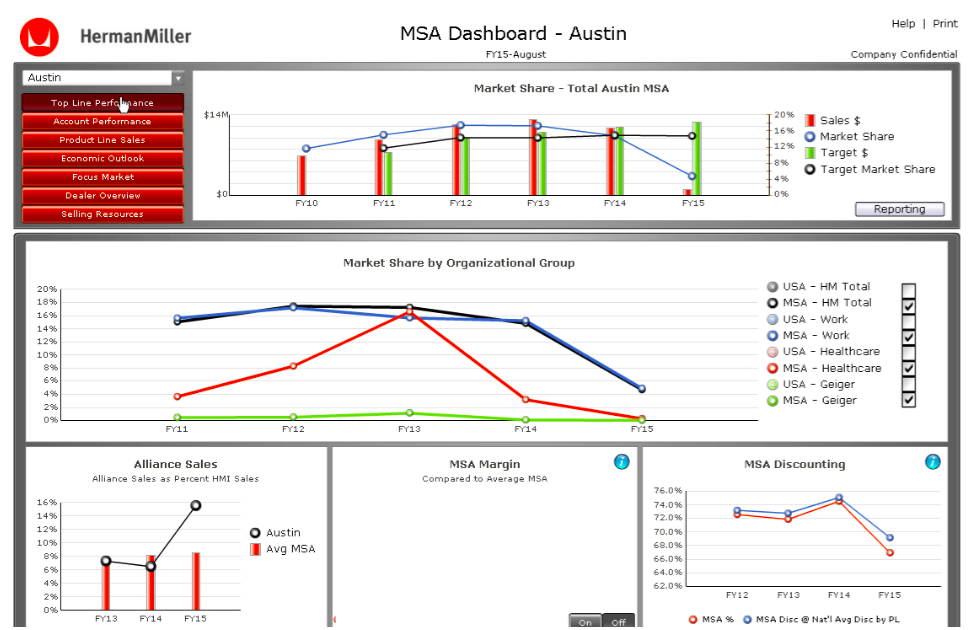 HermanMiller
MSA Dashboard - Austin
FY15-August
Help | Print
Company Confidential
Austin
Top Line Performance
Account Performance
Product Line Sales
Economic Outlook
Focus Market
Dealer Overview
Selling Resources
Market Share - Total Austin MSA
$14M
$0
20%
16%
12%
8%
4%
0%
FY10 FY11 FY12 FY13 FY14 FY15
Sales $
Market Share
Target $
Target Market Share
Reporting
Market Share by Organizational Group
20%
18%
16%
14%
12%
10%
8%
6%
4%
2%
0%
FY11 FY12 FY13 FY14 FY15
USA - HM Total
MSA - HM Total
USA - Work
MSA - Work
USA - Healthcare
MSA - Healthcare
USA - Geiger
MSA - Geiger
Alliance Sales
Alliance Sales as Percent HMI Sales
16%
14%
12%
10%
8%
6%
4%
2%
0%
FY13 FY14 FY15
Austin
Avg MSA
MSA Margin
Compared to Average MSA
On Off
MSA Discounting
76.0%
74.0%
72.0%
70.0%
68.0%
66.0%
64.0%
62.0%
FY12 FY13 FY14 FY15
MSA % MSA Disc @ Nat'l Avg Disc by PL